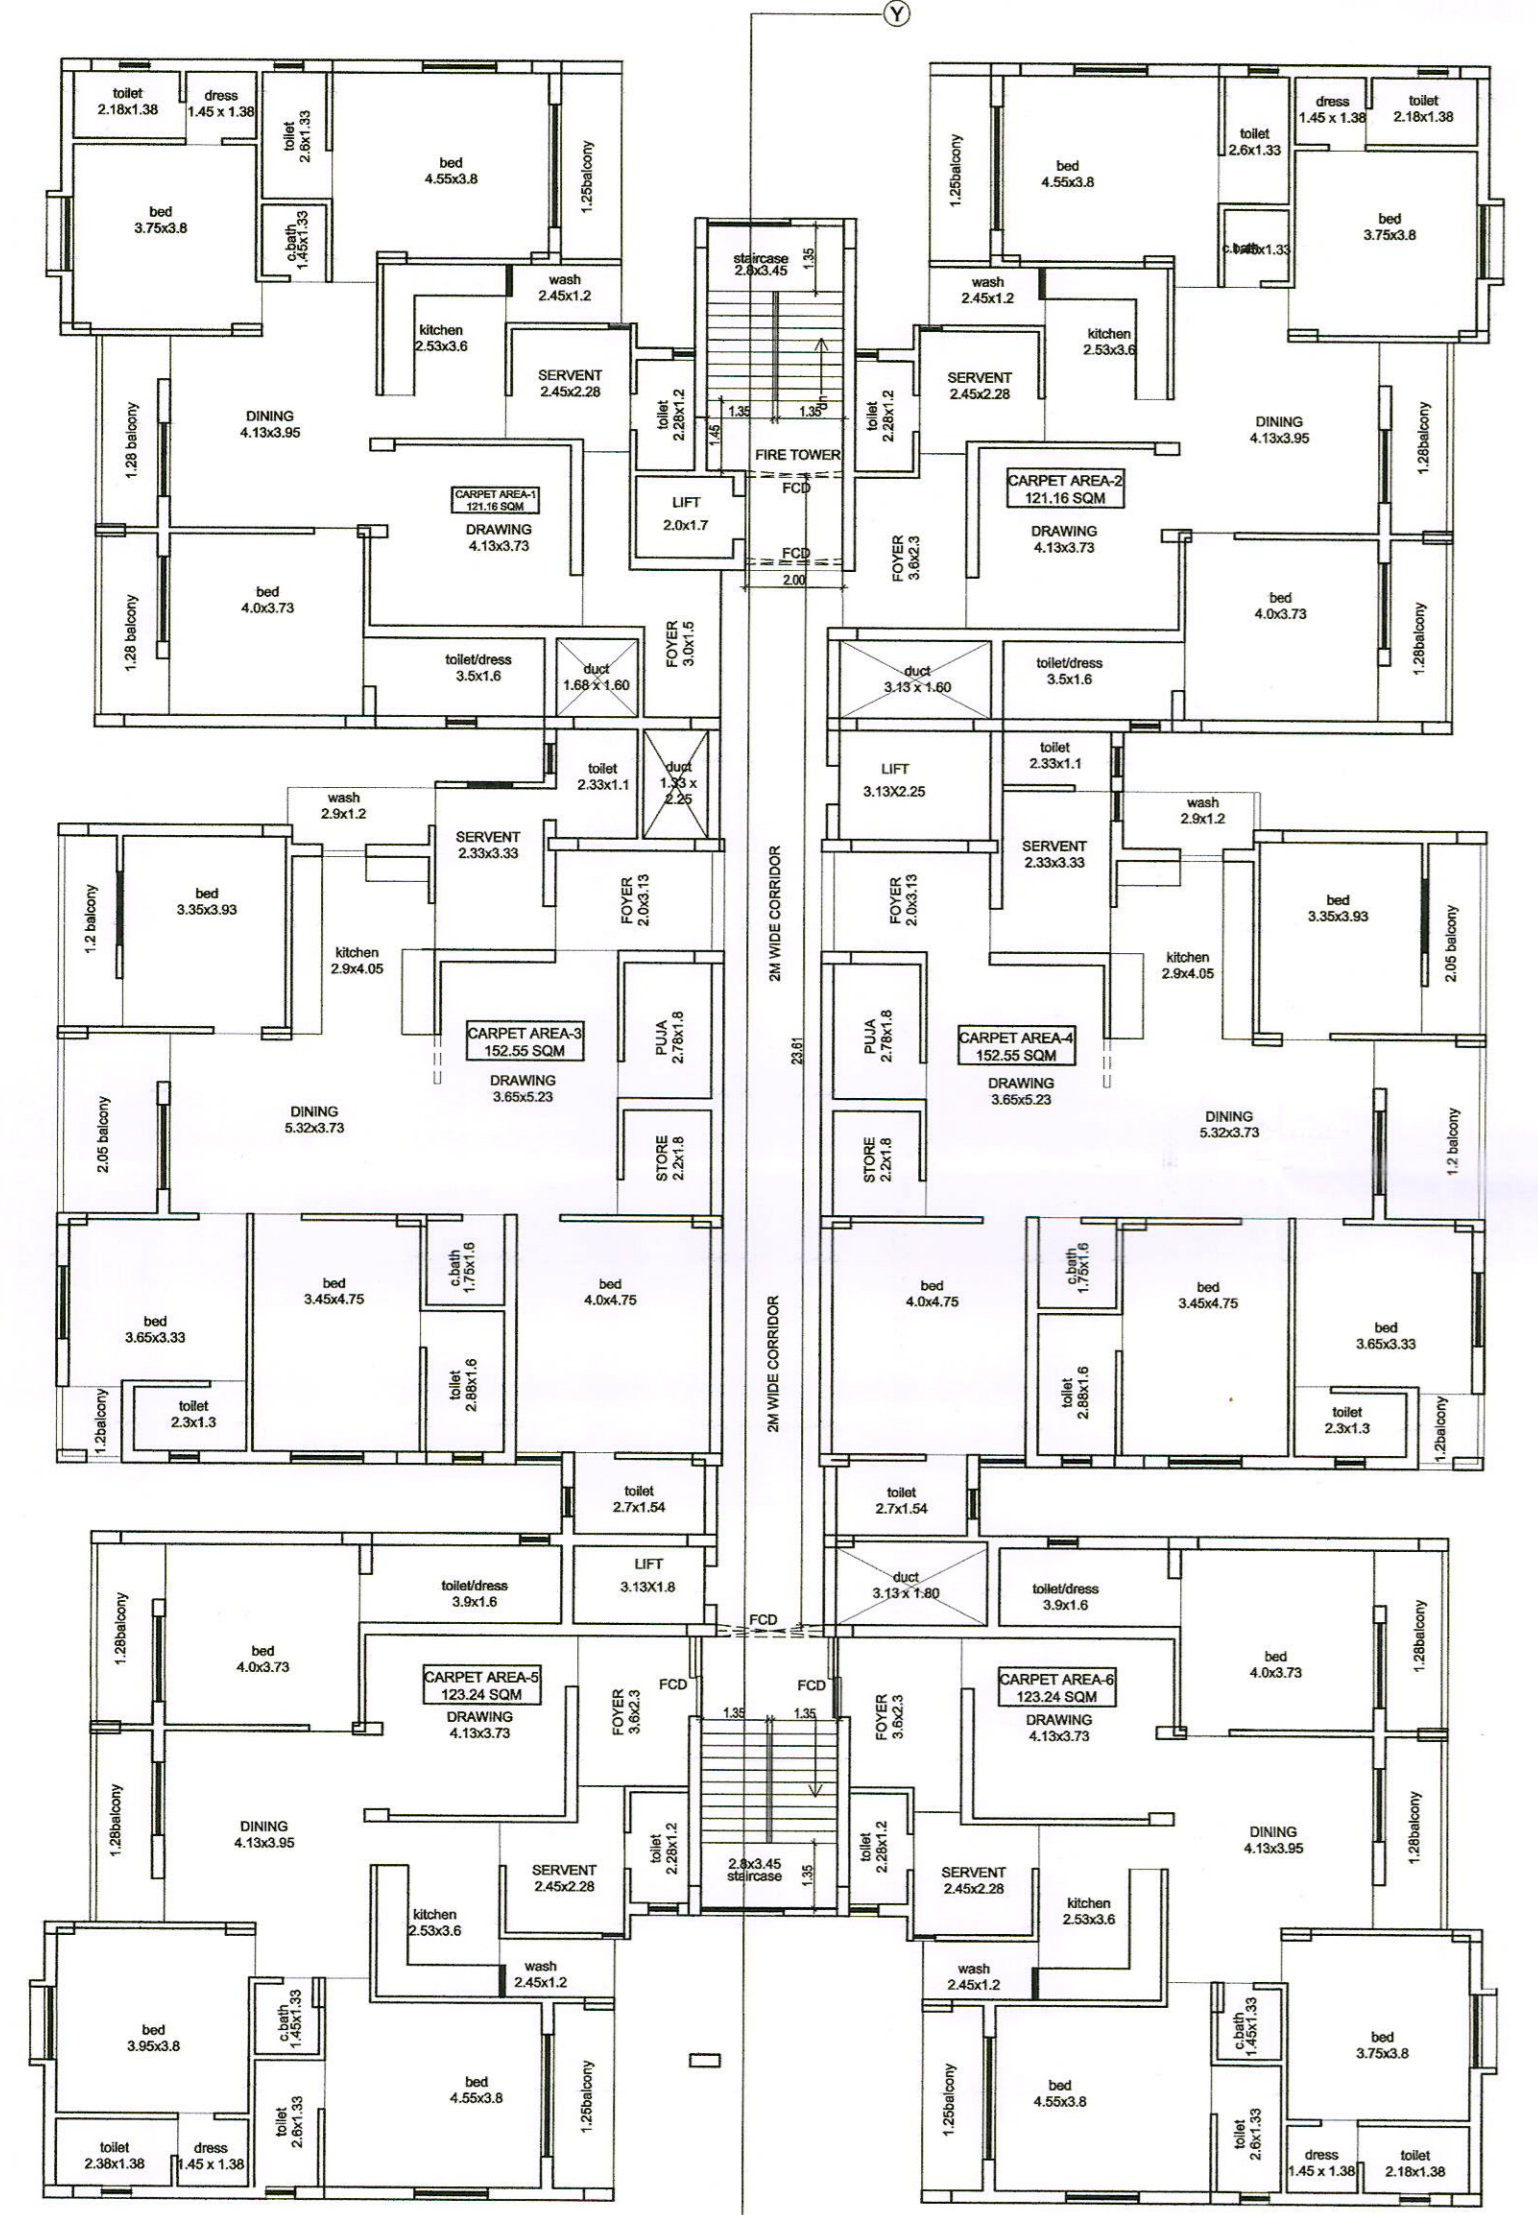 Y
toilet
2.18x1.38
dress
1.45 x 1.38
toilet
2.6x1.33
bed
4.55x3.8
1.25balcony
bed
3.75x3.8
c.bath
1.45x1.33
wash
2.45x1.2
kitchen
2.53x3.6
SERVENT
2.45x2.28
toilet
2.28x1.2
1.28 balcony
DINING
4.13x3.95
CARPET AREA-1
121.16 SQM
DRAWING
4.13x3.73
LIFT
2.0x1.7
1.28 balcony
bed
4.0x3.73
toilet/dress
3.5x1.6
duct
1.68 x 1.60
FOYER
3.0x1.5
staircase
2.8x3.45
1.35
1.35
1.35
up
1.45
FIRE TOWER
FCD
FCD
2.00
1.25balcony
bed
4.55x3.8
toilet
2.6x1.33
dress
1.45 x 1.38
toilet
2.18x1.38
c.bath
1.45x1.33
bed
3.75x3.8
wash
2.45x1.2
kitchen
2.53x3.6
SERVENT
2.45x2.28
toilet
2.28x1.2
DINING
4.13x3.95
1.28balcony
CARPET AREA-2
121.16 SQM
DRAWING
4.13x3.73
FOYER
3.6x2.3
bed
4.0x3.73
1.28balcony
duct
3.13 x 1.60
toilet/dress
3.5x1.6
toilet
2.33x1.1
duct
1.33 x
2.25
wash
2.9x1.2
SERVENT
2.33x3.33
FOYER
2.0x3.13
1.2 balcony
bed
3.35x3.93
kitchen
2.9x4.05
CARPET AREA-3
152.55 SQM
DRAWING
3.65x5.23
PUJA
2.78x1.8
2.05 balcony
DINING
5.32x3.73
STORE
2.2x1.8
bed
3.65x3.33
bed
3.45x4.75
c.bath
1.75x1.6
bed
4.0x4.75
toilet
2.88x1.6
1.2balcony
toilet
2.3x1.3
toilet
2.7x1.54
2M WIDE CORRIDOR
23.61
2M WIDE CORRIDOR
LIFT
3.13X2.25
toilet
2.33x1.1
wash
2.9x1.2
SERVENT
2.33x3.33
FOYER
2.0x3.13
bed
3.35x3.93
2.05 balcony
kitchen
2.9x4.05
PUJA
2.78x1.8
CARPET AREA-4
152.55 SQM
DRAWING
3.65x5.23
STORE
2.2x1.8
DINING
5.32x3.73
1.2 balcony
bed
4.0x4.75
c.bath
1.75x1.6
bed
3.45x4.75
bed
3.65x3.33
toilet
2.88x1.6
toilet
2.3x1.3
1.2balcony
toilet
2.7x1.54
LIFT
3.13X1.8
1.28balcony
toilet/dress
3.9x1.6
bed
4.0x3.73
CARPET AREA-5
123.24 SQM
DRAWING
4.13x3.73
FOYER
3.6x2.3
FCD
FCD
FCD
1.35
1.35
1.28balcony
DINING
4.13x3.95
SERVENT
2.45x2.28
toilet
2.28x1.2
2.8x3.45
staircase
1.35
kitchen
2.53x3.6
wash
2.45x1.2
bed
3.95x3.8
c.bath
1.45x1.33
bed
4.55x3.8
1.25balcony
toilet
2.6x1.33
toilet
2.38x1.38
dress
1.45 x 1.38
duct
3.13 x 1.80
toilet/dress
3.9x1.6
bed
4.0x3.73
1.28balcony
CARPET AREA-6
123.24 SQM
DRAWING
4.13x3.73
FOYER
3.6x2.3
DINING
4.13x3.95
1.28balcony
toilet
2.28x1.2
SERVENT
2.45x2.28
kitchen
2.53x3.6
wash
2.45x1.2
c.bath
1.45x1.33
bed
3.75x3.8
1.25balcony
bed
4.55x3.8
toilet
2.6x1.33
dress
1.45 x 1.38
toilet
2.18x1.38